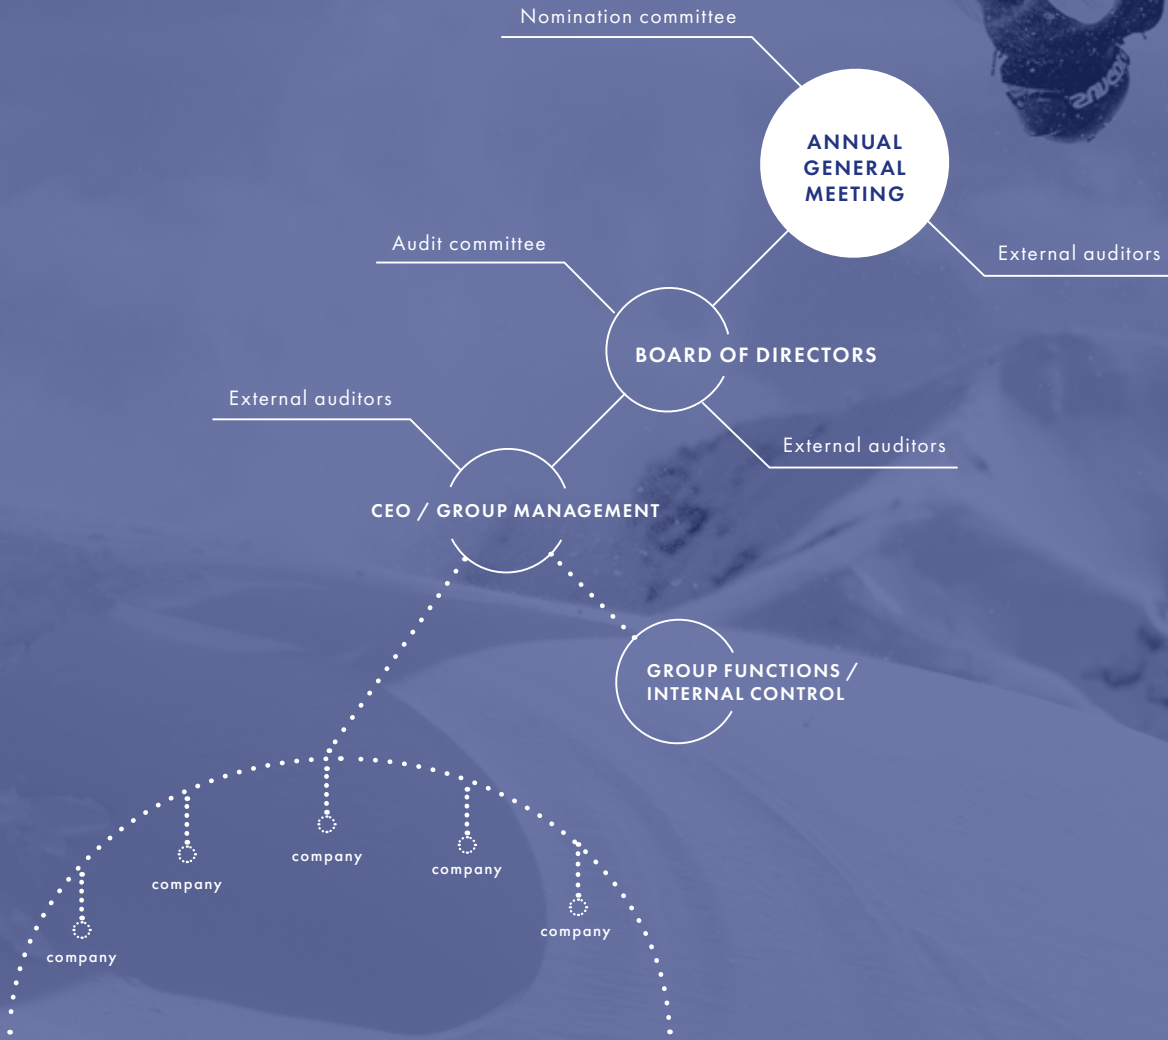 Nomination committee
ANNUAL
GENERAL
MEETING
Audit committee
External auditors
BOARD OF DIRECTORS
External auditors
External auditors
CEO / GROUP MANAGEMENT
GROUP FUNCTIONS /
INTERNAL CONTROL
company
company
company
company
company
company